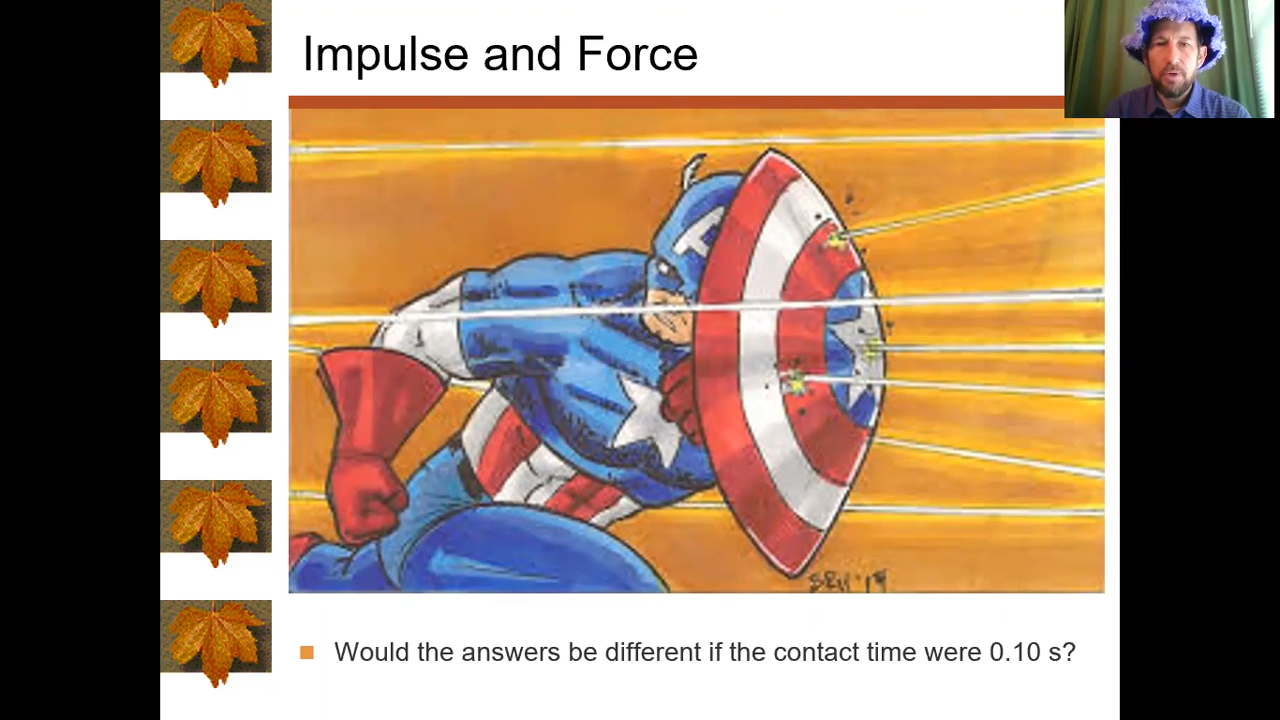 Impulse and Force
Would the answers be different if the contact time were 0.10 s?